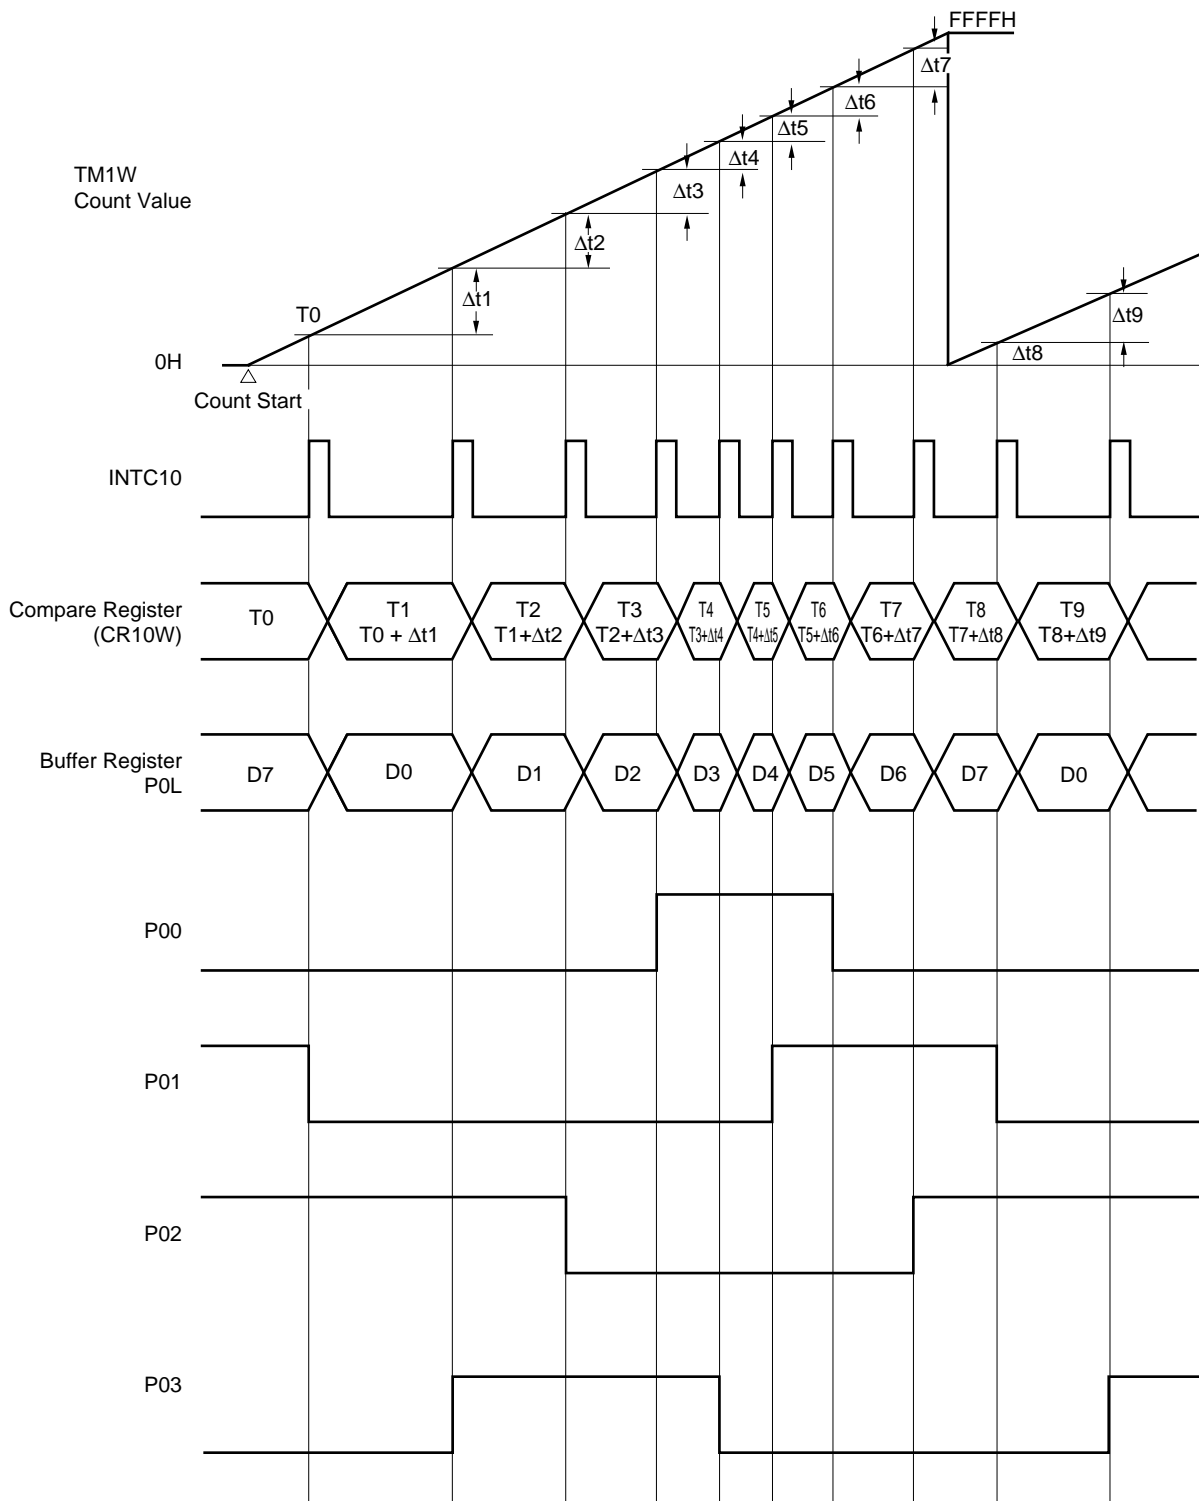 FFFFH
Δt7
Δt6
Δt5
Δt4
TM1W
Count Value
Δt3
Δt2
Δt1
T0
Δt9
Δt8
0H
Count Start
INTC10
Compare Register
(CR10W)
T0
T1
T0 + Δt1
T2
T1+Δt2
T3
T2+Δt3
T4
T3+Δt4
T5
T4+Δt5
T6
T5+Δt6
T7
T6+Δt7
T8
T7+Δt8
T9
T8+Δt9
Buffer Register
P0L
D7
D0
D1
D2
D3
D4
D5
D6
D7
D0
P00
P01
P02
P03